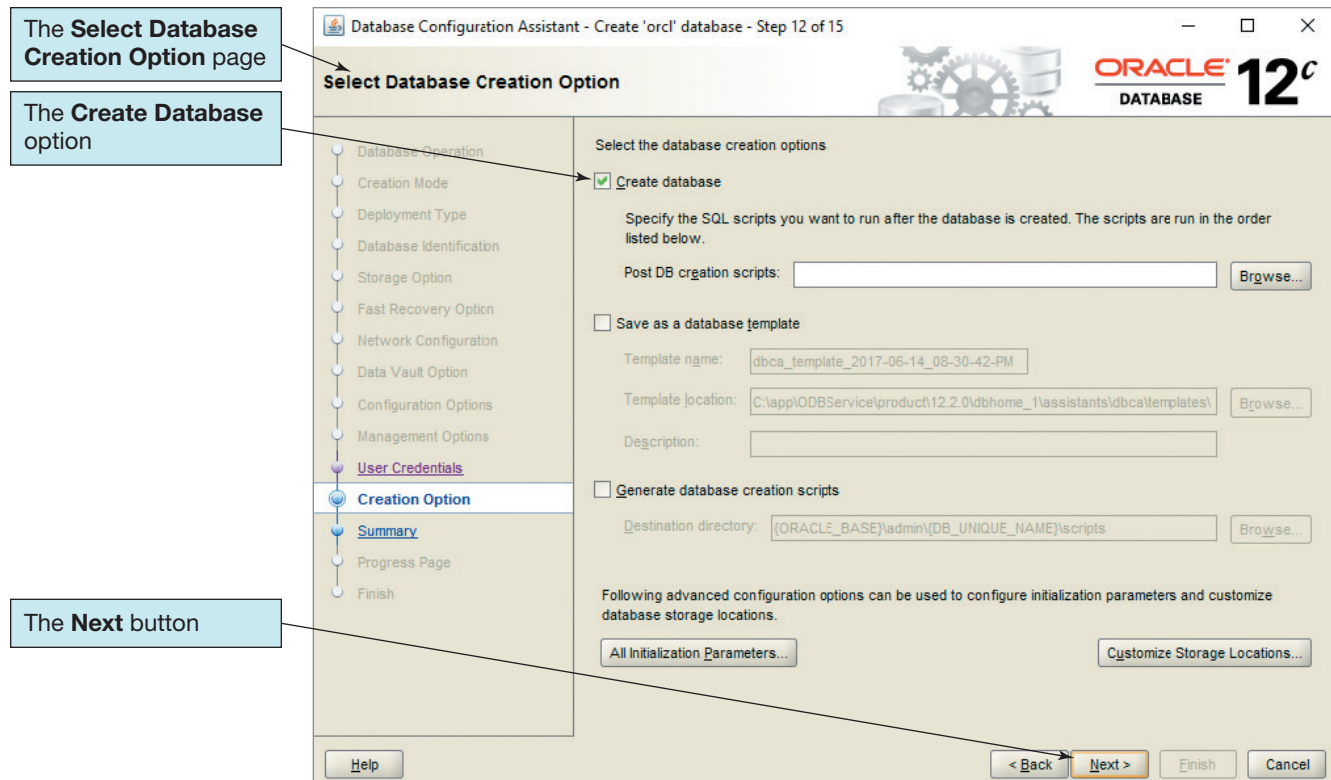 The Select Database
Creation Option page
The Create Database
option
The Next button
Database Configuration Assistant - Create 'orcl' database - Step 12 of 15
Select Database Creation Option
ORACLE®
DATABASE
12c
Database Operation
Creation Mode
Deployment Type
Database Identification
Storage Option
Fast Recovery Option
Network Configuration
Data Vault Option
Configuration Options
Management Options
User Credentials
Creation Option
Summary
Progress Page
Finish
Select the database creation options
Create database
Specify the SQL scripts you want to run after the database is created. The scripts are run in the order
listed below.
Post DB creation scripts:
Browse...
Save as a database template
Template name: dbca_template_2017-06-14_08-30-42-PM
Template location: C:\app\ODBService\product\12.2.0\dbhome_1\assistants\dbca\templates\ Browse...
Description:
Generate database creation scripts
Destination directory: {ORACLE_BASE}\admin\{DB_UNIQUE_NAME}\scripts Browse...
Following advanced configuration options can be used to configure initialization parameters and customize
database storage locations.
All Initialization Parameters... Customize Storage Locations...
Help < Back Next > Finish Cancel